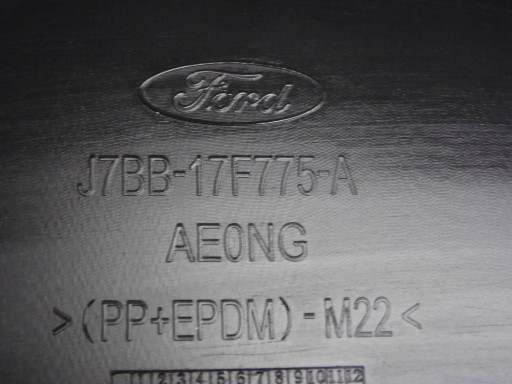 Ford
J7BB-17F775-A
AE0NG
>(PP+EPDM)-M22<
1 2 3 4 5 6 7 8 9 10 11 12